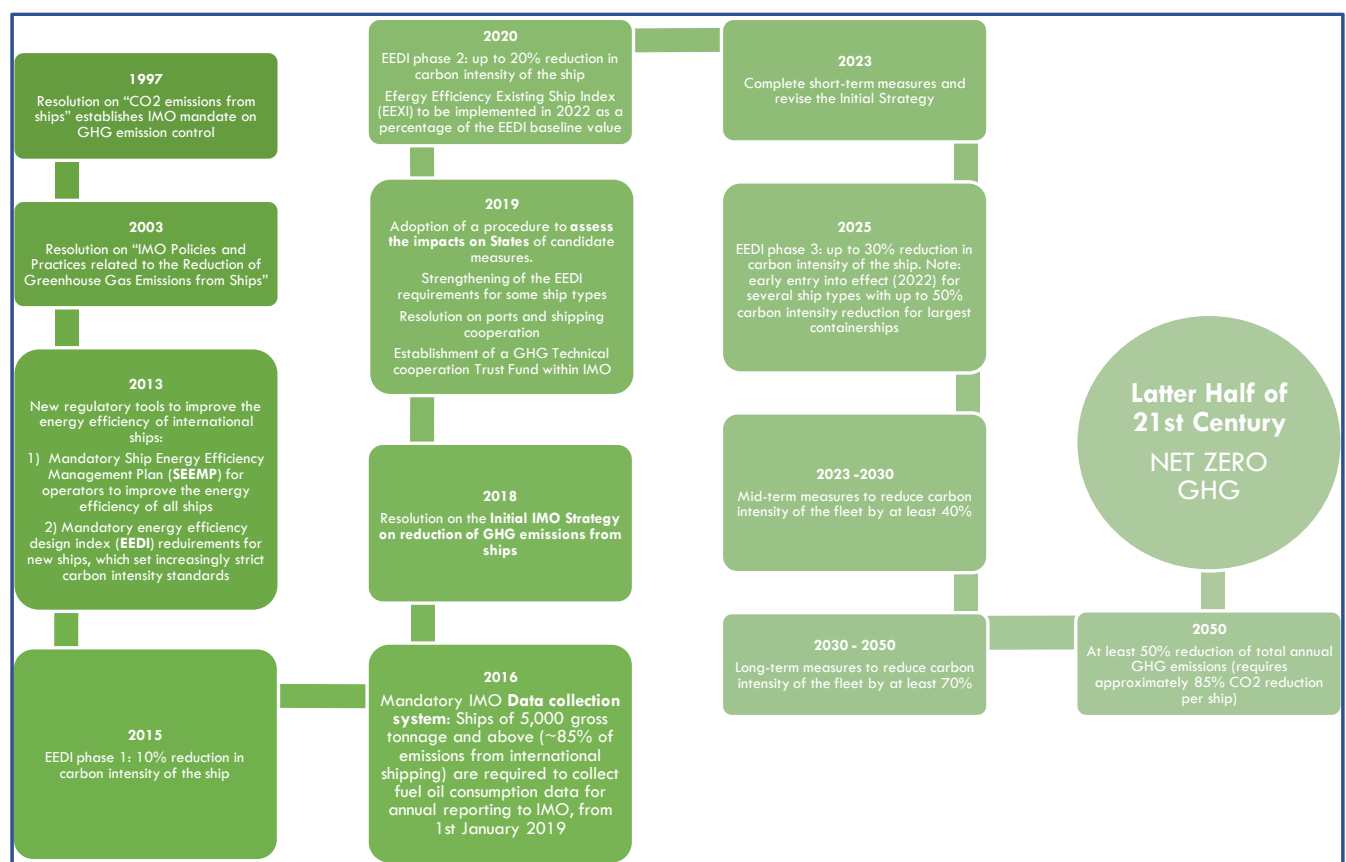 1997
Resolution on “CO2 emissions from
ships” establishes IMO mandate on
GHG emission control
2003
Resolution on “IMO Policies and
Practices related to the Reduction of
Greenhouse Gas Emissions from Ships”
2013
New regulatory tools to improve the
energy efficiency of international
ships:
1) Mandatory Ship Energy Efficiency
Management Plan (SEEMP) for
operators to improve the energy
efficiency of all ships
2) Mandatory energy efficiency
design index (EEDI) reduirements for
new ships, which set increasingly strict
carbon intensity standards
2015
EEDI phase 1: 10% reduction in
carbon intensity of the ship
2016
Mandatory IMO Data collection
system: Ships of 5,000 gross
tonnage and above (~85% of
emissions from international
shipping) are required to collect
fuel oil consumption data for
annual reporting to IMO, from
1st January 2019
2018
Resolution on the Initial IMO Strategy
on reduction of GHG emissions from
ships
2019
Adoption of a procedure to assess
the impacts on States of candidate
measures.
Strengthening of the EEDI
requirements for some ship types
Resolution on ports and shipping
cooperation
Establishment of a GHG Technical
cooperation Trust Fund within IMO
2020
EEDI phase 2: up to 20% reduction in
carbon intensity of the ship
Efergy Efficiency Existing Ship Index
(EEXI) to be implemented in 2022 as a
percentage of the EEDI baseline value
2023
Complete short-term measures and
revise the Initial Strategy
2025
EEDI phase 3: up to 30% reduction in
carbon intensity of the ship. Note:
early entry into effect (2022) for
several ship types with up to 50%
carbon intensity reduction for largest
containerships
2023 -2030
Mid-term measures to reduce carbon
intensity of the fleet by at least 40%
2030 - 2050
Long-term measures to reduce carbon
intensity of the fleet by at least 70%
2050
At least 50% reduction of total annual
GHG emissions (requires
approximately 85% CO2 reduction
per ship)
Latter Half of
21st Century
NET ZERO
GHG